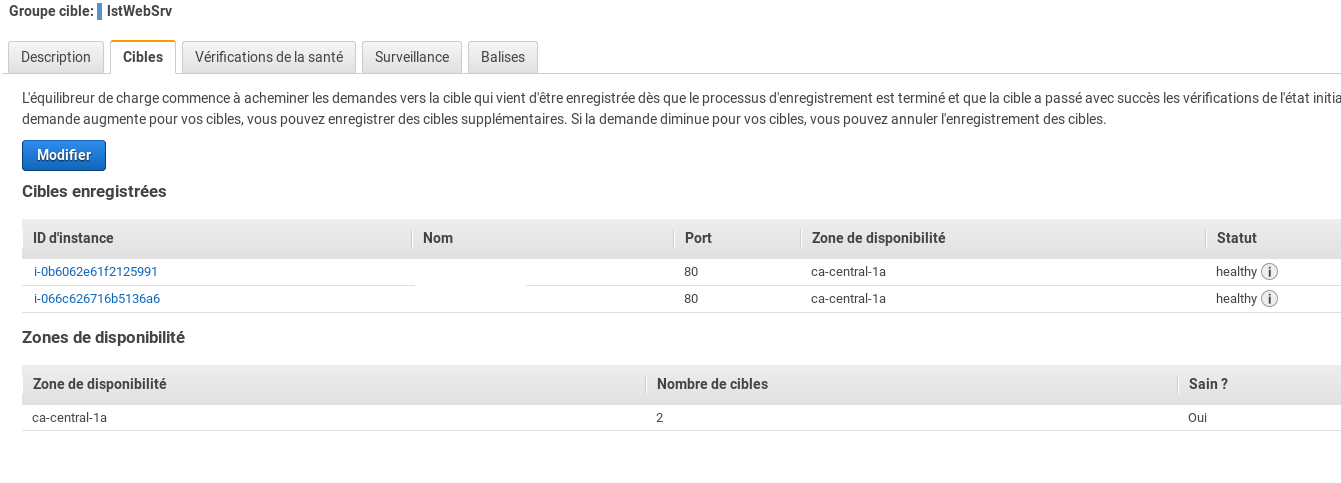 Groupe cible: lstWebSrv
Description Cibles Vérifications de la santé Surveillance Balises
L'équilibreur de charge commence à acheminer les demandes vers la cible qui vient d'être enregistrée dès que le processus d'enregistrement est terminé et que la cible a passé avec succès les vérifications de l'état initia
demande augmente pour vos cibles, vous pouvez enregistrer des cibles supplémentaires. Si la demande diminue pour vos cibles, vous pouvez annuler l'enregistrement des cibles.
Modifier
Cibles enregistrées
ID d'instance Nom Port Zone de disponibilité Statut
i-0b6062e61f2125991 80 ca-central-1a healthy
i-066c626716b5136a6 80 ca-central-1a healthy
Zones de disponibilité
Zone de disponibilité Nombre de cibles Sain ?
ca-central-1a 2 Oui